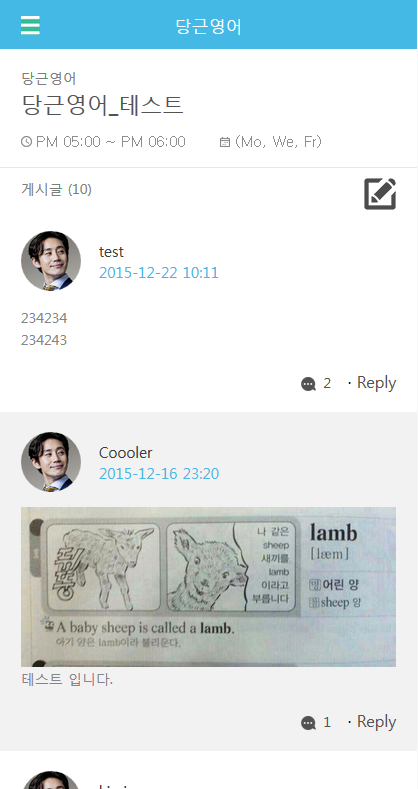 당근영어
당근영어
당근영어_테스트
PM 05:00 ~ PM 06:00 (Mo, We, Fr)
게시글 (10)
test
2015-12-22 10:11
234234
234243
2 · Reply
Coooler
2015-12-16 23:20
나 같은
sheep
새끼를
lamb
이라고
부릅니다
lamb
[læm]
명 어린 양
sheep 양
A baby sheep is called a lamb.
아기 양은 lamb이라 불리운다.
테스트 입니다.
1 · Reply